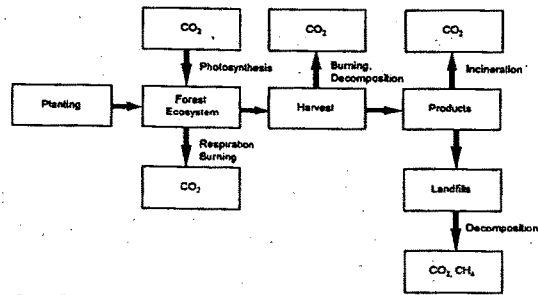 CO2
CO2
CO2
Photosynthesis
Burning,
Decomposition
Incineration
Planting
Forest
Ecosystem
Harvest
Products
Respiration
Burning
CO2
Landfills
Decomposition
CO2, CH4